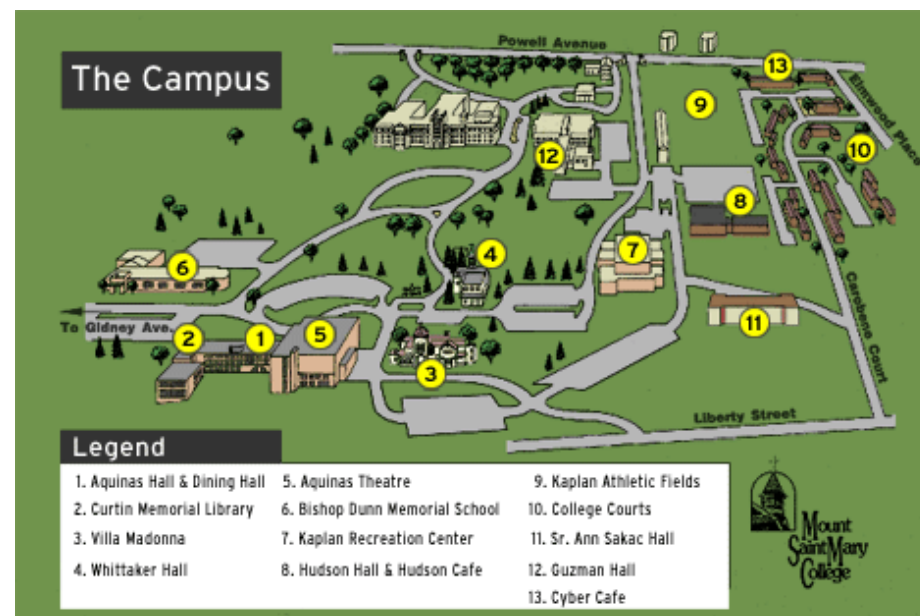 The Campus
Powell Avenue
Elmwood Place
13
9
10
12
8
4
7
6
To Gidney Ave.
2
1
5
3
11
Carobene Court
Liberty Street
Legend
1. Aquinas Hall & Dining Hall
2. Curtin Memorial Library
3. Villa Madonna
4. Whittaker Hall
5. Aquinas Theatre
6. Bishop Dunn Memorial School
7. Kaplan Recreation Center
8. Hudson Hall & Hudson Cafe
9. Kaplan Athletic Fields
10. College Courts
11. Sr. Ann Sakac Hall
12. Guzman Hall
13. Cyber Cafe
Mount
Saint Mary
College